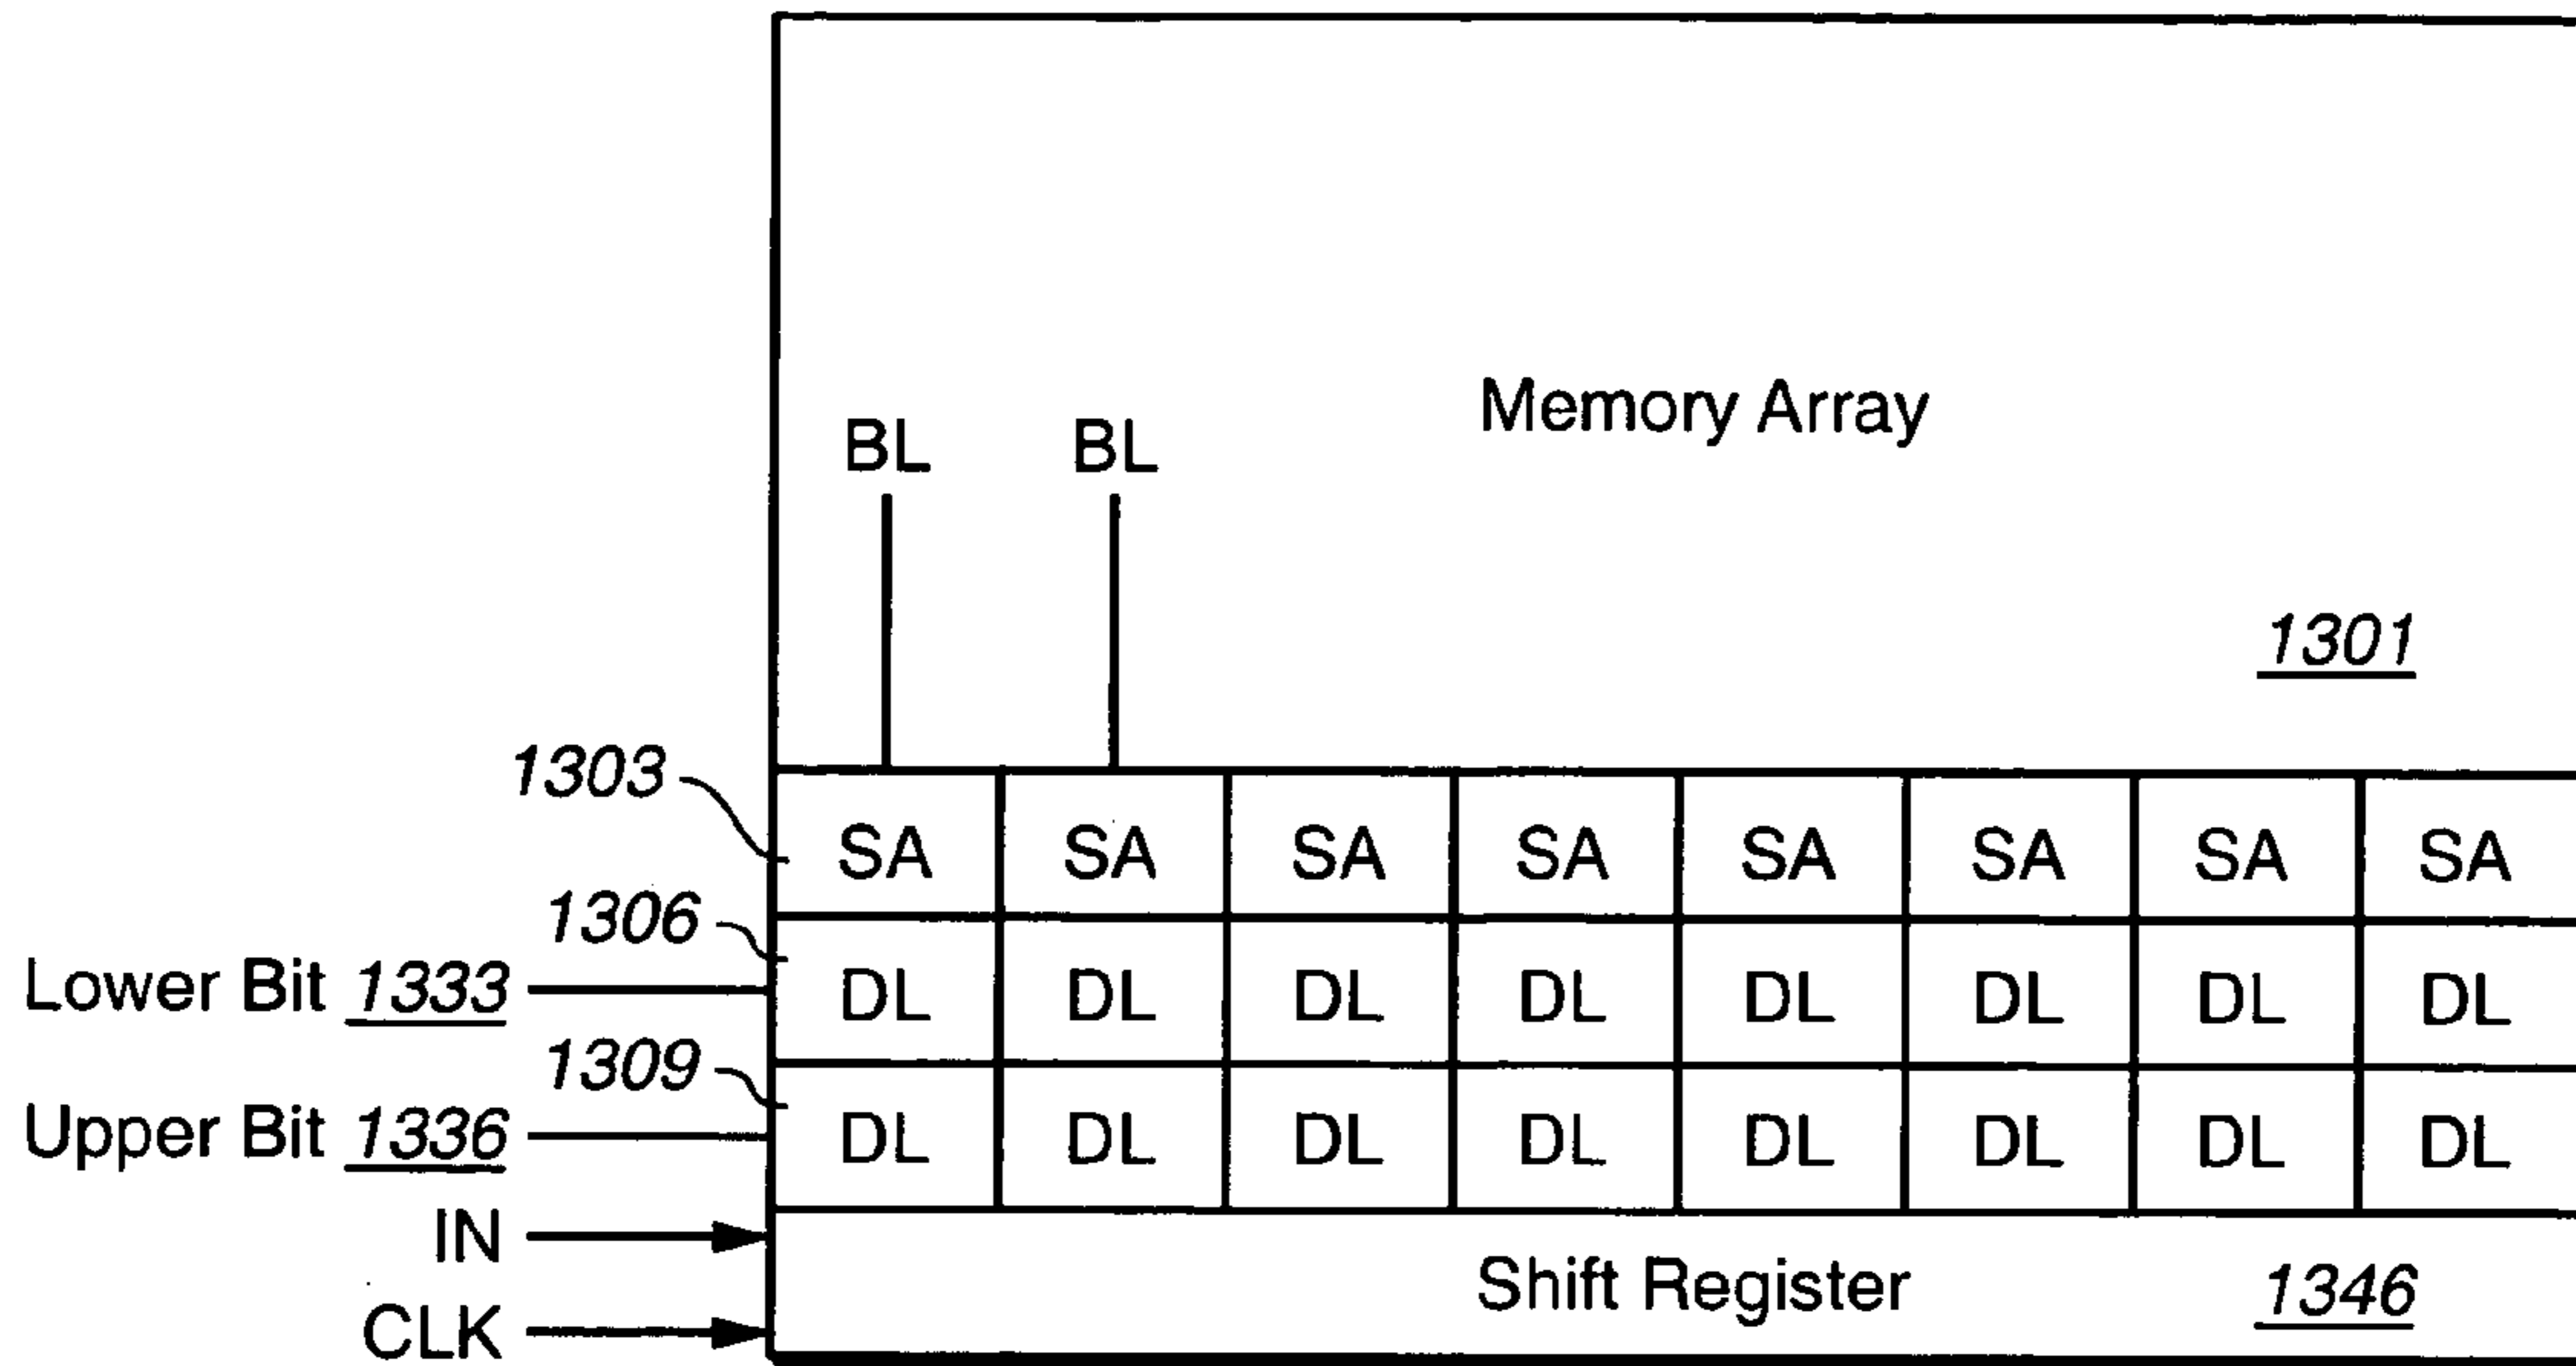 Memory Array
BL BL
1301
1303
SA SA SA SA SA SA SA SA
1306
Lower Bit 1333
DL DL DL DL DL DL DL DL
1309
Upper Bit 1336
DL DL DL DL DL DL DL DL
IN
Shift Register 1346
CLK